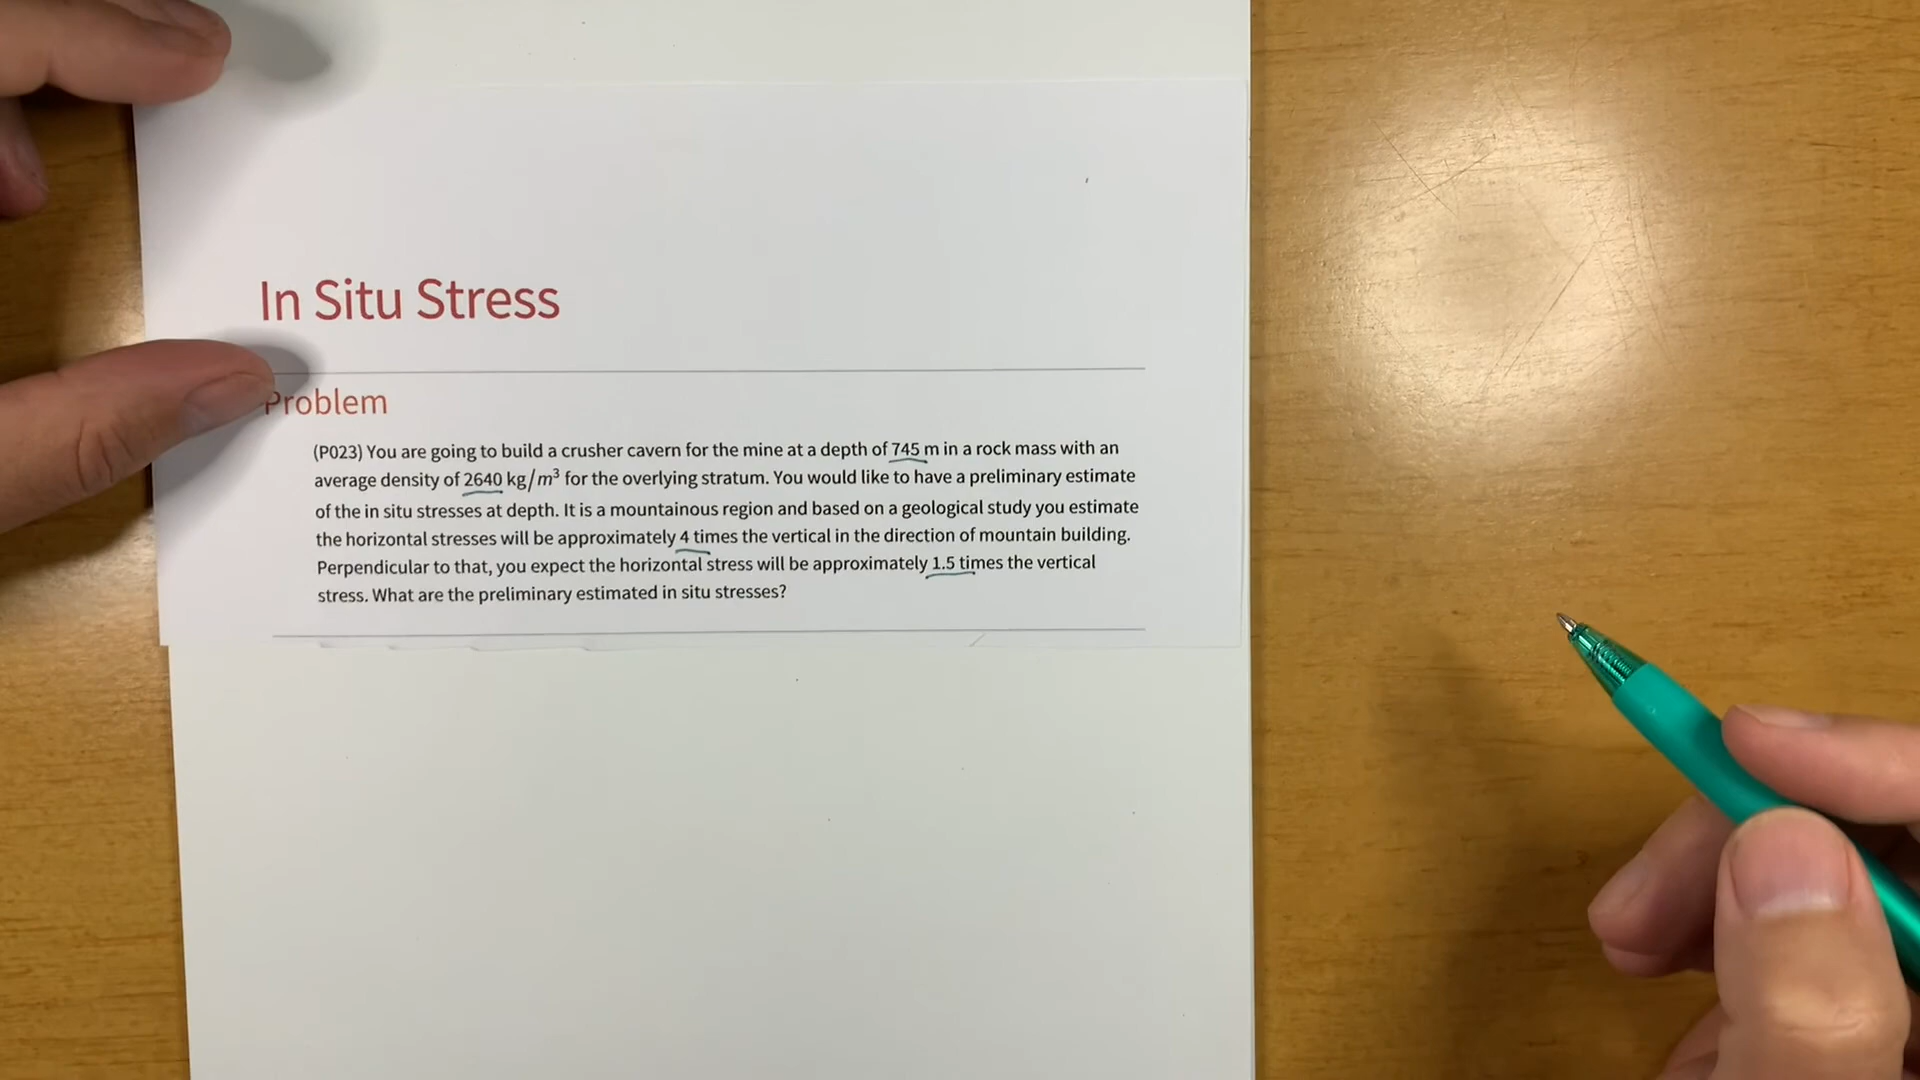 In Situ Stress
Problem
(P023) You are going to build a crusher cavern for the mine at a depth of 745 m in a rock mass with an
average density of 2640 kg/m³ for the overlying stratum. You would like to have a preliminary estimate
of the in situ stresses at depth. It is a mountainous region and based on a geological study you estimate
the horizontal stresses will be approximately 4 times the vertical in the direction of mountain building.
Perpendicular to that, you expect the horizontal stress will be approximately 1.5 times the vertical
stress. What are the preliminary estimated in situ stresses?